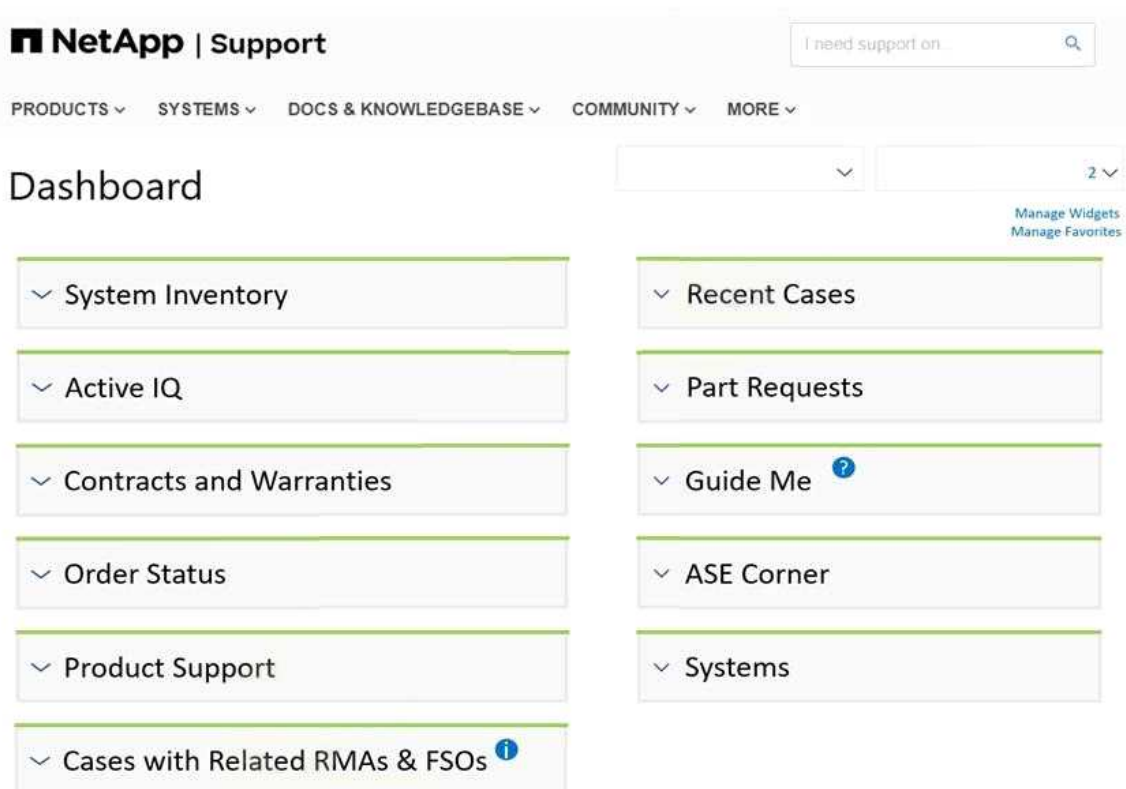 NetApp | Support
I need support on
PRODUCTS SYSTEMS DOCS & KNOWLEDGEBASE COMMUNITY MORE
Dashboard
2
Manage Widgets
Manage Favorites
System Inventory
Active IQ
Contracts and Warranties
Order Status
Product Support
Cases with Related RMAs & FSOs i
Recent Cases
Part Requests
Guide Me ?
ASE Corner
Systems